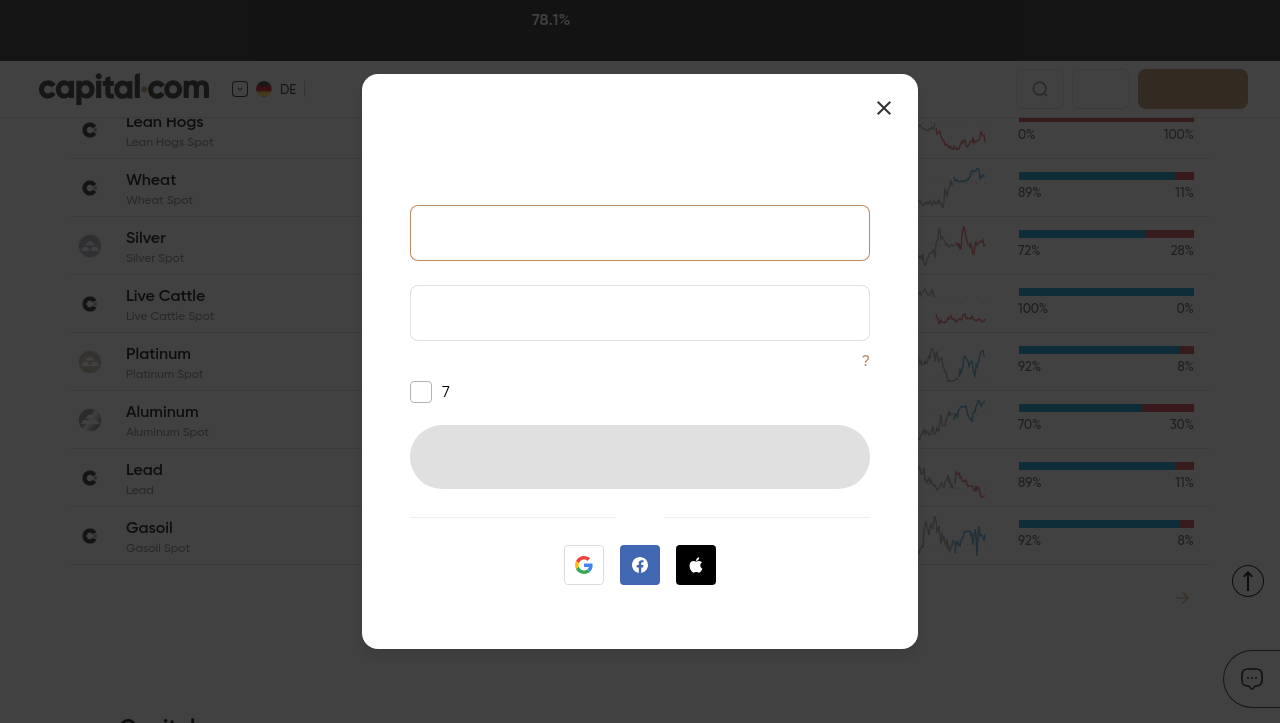 78.1%
capital.com
DE
Lean Hogs
Lean Hogs Spot
0%
100%
Wheat
Wheat Spot
89%
11%
Silver
Silver Spot
72%
28%
Live Cattle
Live Cattle Spot
100%
0%
Platinum
Platinum Spot
92%
8%
Aluminum
Aluminum Spot
70%
30%
Lead
Lead
89%
11%
Gasoil
Gasoil Spot
92%
8%
?
7